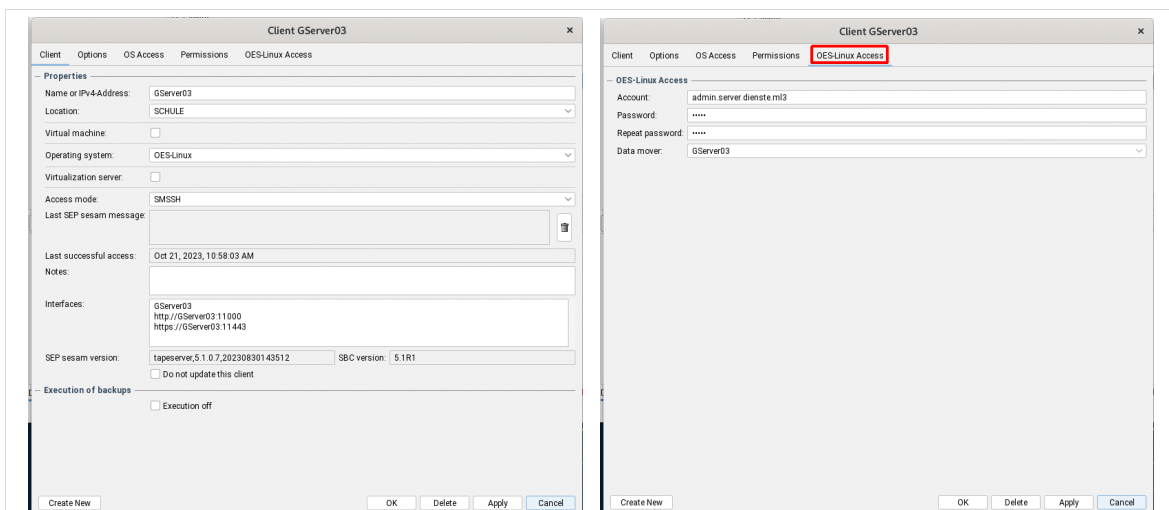 Client GServer03
Client Options OS Access Permissions OES-Linux Access
Properties
Name or IPv4-Address: GServer03
Location: SCHULE
Virtual machine:
Operating system: OES-Linux
Virtualization server:
Access mode: SMSSH
Last SEP sesam message:
Last successful access: Oct 21, 2023, 10:58:03 AM
Notes:
Interfaces: GServer03
http://GServer03:11000
https://GServer03:11443
SEP sesam version: tapeserver,5.1.0.7,20230830143512 SBC version: 5.1R1
Do not update this client
Execution of backups
Execution off
Create New OK Delete Apply Cancel
Client GServer03
Client Options OS Access Permissions OES-Linux Access
OES-Linux Access
Account: admin.server.dienste.ml3
Password: •••••
Repeat password: •••••
Data mover: GServer03
Create New OK Delete Apply Cancel